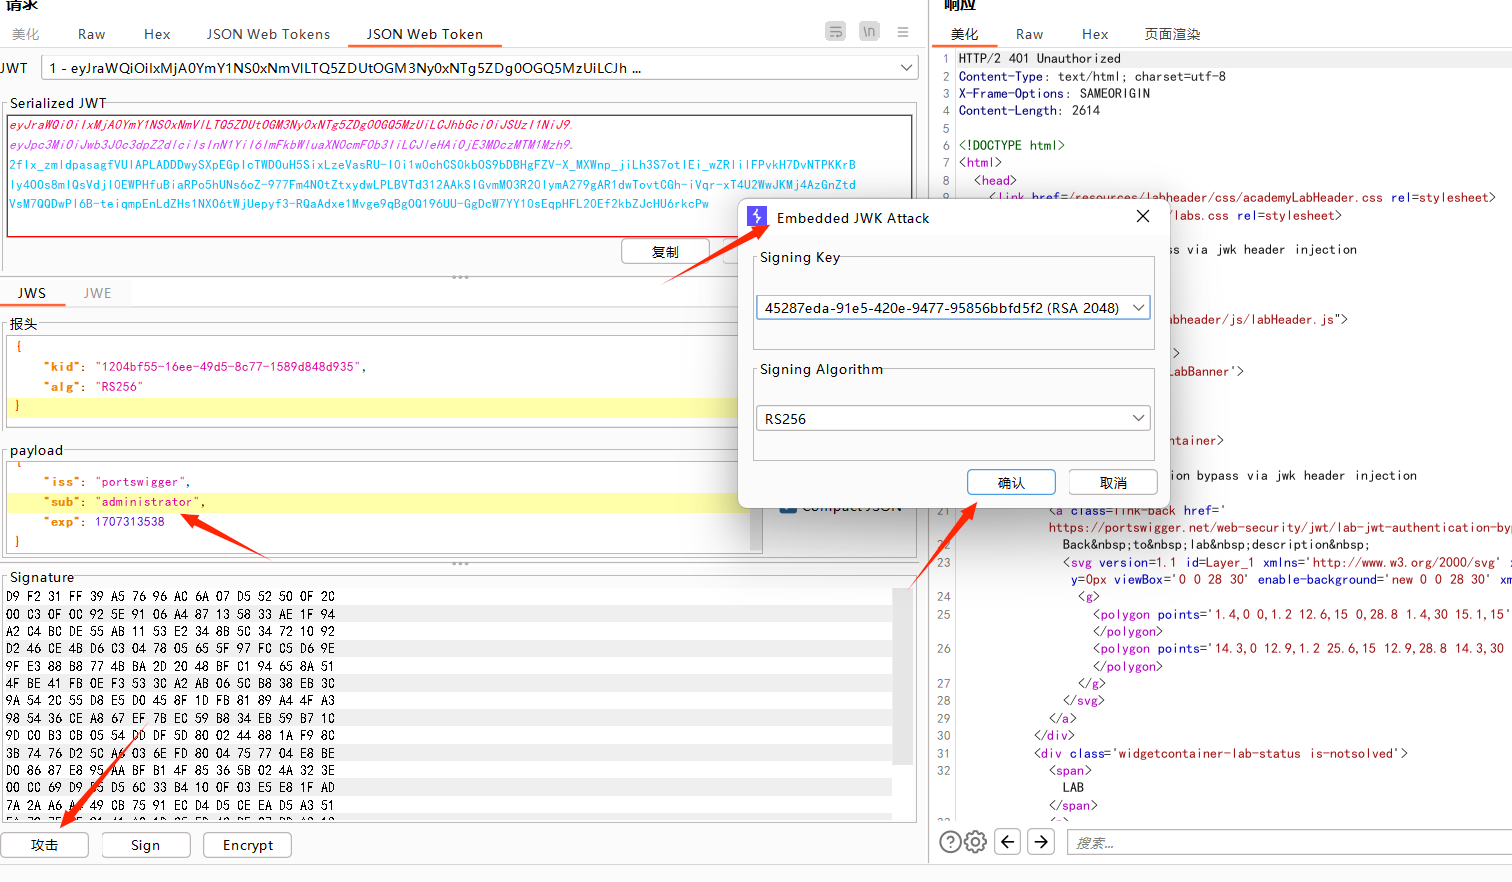 请求
美化 Raw Hex JSON Web Tokens JSON Web Token \n
JWT 1 - eyJraWQiOiIxMjA0YmY1NS0xNmVlLTQ5ZDUtOGM3Ny0xNTg5ZDg0OGQ5MzUiLCJh ...
Serialized JWT
eyJraWQiOiIxMjA0YmY1NS0xNmVlLTQ5ZDUtOGM3Ny0xNTg5ZDg0OGQ5MzUiLCJhbGciOiJSUzI1NiJ9.
复制
JWS JWE
报头
{
"kid": "1204bf55-16ee-49d5-8c77-1589d848d935",
"alg": "RS256"
}
payload
{
"iss": "portswigger",
"sub": "administrator",
"exp": 1707313538
}
Compact JSON
Signature
D9 F2 31 FF 39 A5 76 96 AC 6A 07 D5 52 50 0F 2C
00 C3 0F 0C 92 5E 91 06 A4 87 13 58 33 AE 1F 94
A2 C4 BC DE 55 AB 11 53 E2 34 8B 5C 34 72 10 92
D2 46 CE 4B D6 C3 04 78 05 65 5F 97 FC C5 D6 9E
9F E3 88 B8 77 4B BA 2D 20 48 BF C1 94 65 8A 51
4F BE 41 FB 0E F3 53 3C A2 AB 06 5C B8 38 EB 3C
9A 54 2C 55 D8 E5 D0 45 8F 1D FB 81 89 A4 4F A3
98 54 36 CE A8 67 EF 7B EC 59 B8 34 EB 59 B7 1C
9D C0 B3 CB 05 54 DD DF 5D 80 02 44 88 1A F9 8C
3B 74 76 D2 5C A6 03 6E FD 80 04 75 77 04 E8 BE
D0 86 87 E8 95 AA BF B1 4F 85 36 5B 02 4A 32 3E
00 CC 69 D9 D5 6C 33 B4 10 0F 03 E5 E8 1F AD
7A 2A A6 49 CB 75 91 EC D4 D5 CE EA D5 A3 51
攻击 Sign Encrypt
Embedded JWK Attack
Signing Key
45287eda-91e5-420e-9477-95856bbfd5f2 (RSA 2048)
Signing Algorithm
RS256
确认 取消
响应
美化 Raw Hex 页面渲染
1 HTTP/2 401 Unauthorized
2 Content-Type: text/html; charset=utf-8
3 X-Frame-Options: SAMEORIGIN
4 Content-Length: 2614
5
6 <!DOCTYPE html>
7 <html>
8 <head>
9 <link href=/resources/labheader/css/academyLabHeader.css rel=stylesheet>
/labs.css rel=stylesheet>
ss via jwk header injection
abheader/js/labHeader.js">
>
LabBanner'>
ntainer>
ion bypass via jwk header injection
21 <a class=link-back href='
https://portswigger.net/web-security/jwt/lab-jwt-authentication-byp
22 Back&nbsp;to&nbsp;lab&nbsp;description&nbsp;
23 <svg version=1.1 id=Layer_1 xmlns='http://www.w3.org/2000/svg'
y=0px viewBox='0 0 28 30' enable-background='new 0 0 28 30' xm
24 <g>
25 <polygon points='1.4,0 0,1.2 12.6,15 0,28.8 1.4,30 15.1,15'
</polygon>
26 <polygon points='14.3,0 12.9,1.2 25.6,15 12.9,28.8 14.3,30
</polygon>
27 </g>
28 </svg>
29 </a>
30 </div>
31 <div class='widgetcontainer-lab-status is-notsolved'>
32 <span>
LAB
</span>
搜索...